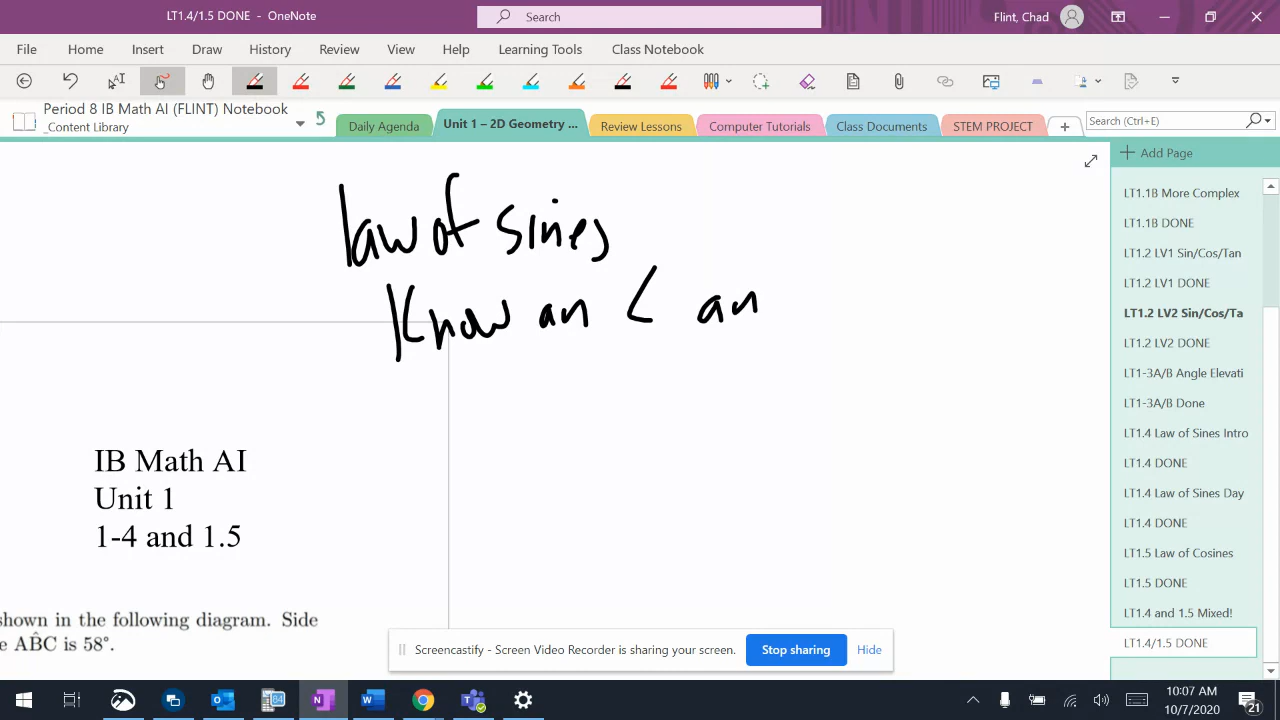 LT1.4/1.5 DONE - OneNote
Search
Flint, Chad
File Home Insert Draw History Review View Help Learning Tools Class Notebook
Period 8 IB Math AI (FLINT) Notebook
_Content Library
Daily Agenda
Unit 1 – 2D Geometry ...
Review Lessons
Computer Tutorials
Class Documents
STEM PROJECT
Search (Ctrl+E)
Add Page
law of sines
Know an < an
IB Math AI
Unit 1
1-4 and 1.5
shown in the following diagram. Side
e AB̂C is 58°.
LT1.1B More Complex
LT1.1B DONE
LT1.2 LV1 Sin/Cos/Tan
LT1.2 LV1 DONE
LT1.2 LV2 Sin/Cos/Ta
LT1.2 LV2 DONE
LT1-3A/B Angle Elevati
LT1-3A/B Done
LT1.4 Law of Sines Intro
LT1.4 DONE
LT1.4 Law of Sines Day
LT1.4 DONE
LT1.5 Law of Cosines
LT1.5 DONE
LT1.4 and 1.5 Mixed!
LT1.4/1.5 DONE
Screencastify - Screen Video Recorder is sharing your screen.
Stop sharing
Hide
10:07 AM
10/7/2020
21